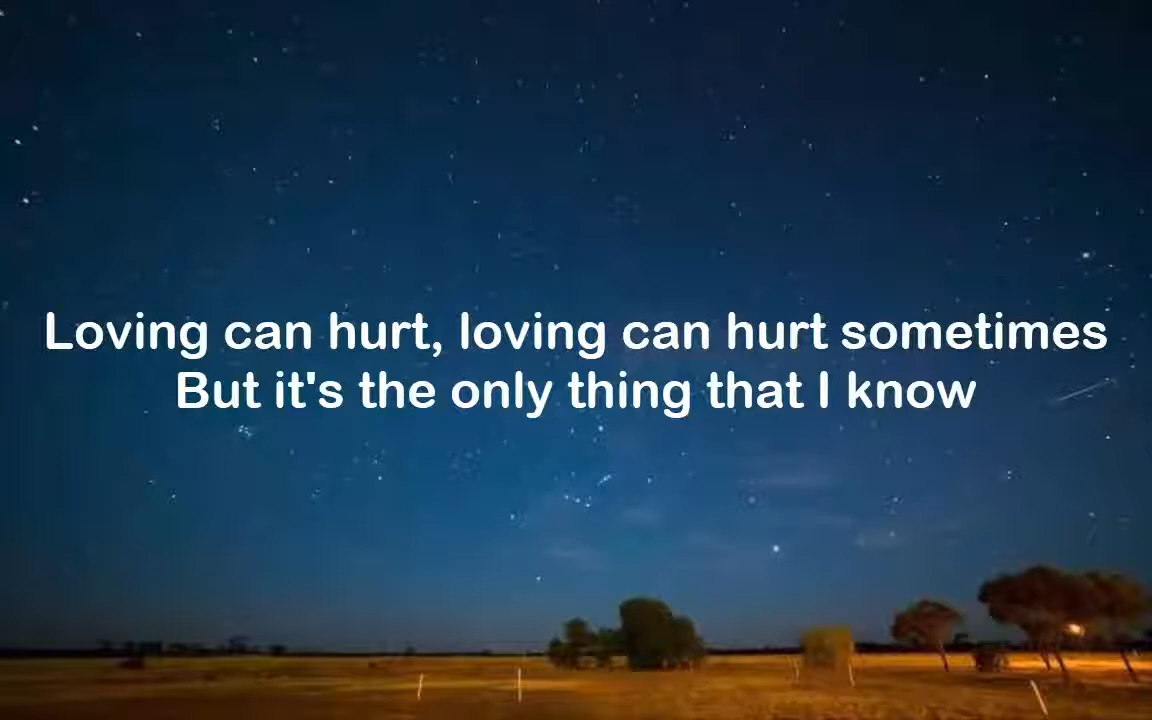 Loving can hurt, loving can hurt sometimes
But it's the only thing that I know